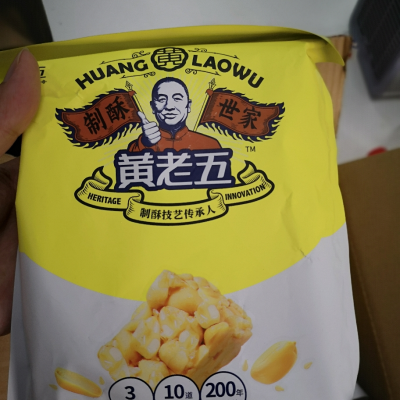 HUANG LAOWU
制酥 世家
黄老五
TM
HERITAGE INNOVATION
制酥技艺传承人
3 10道 200年